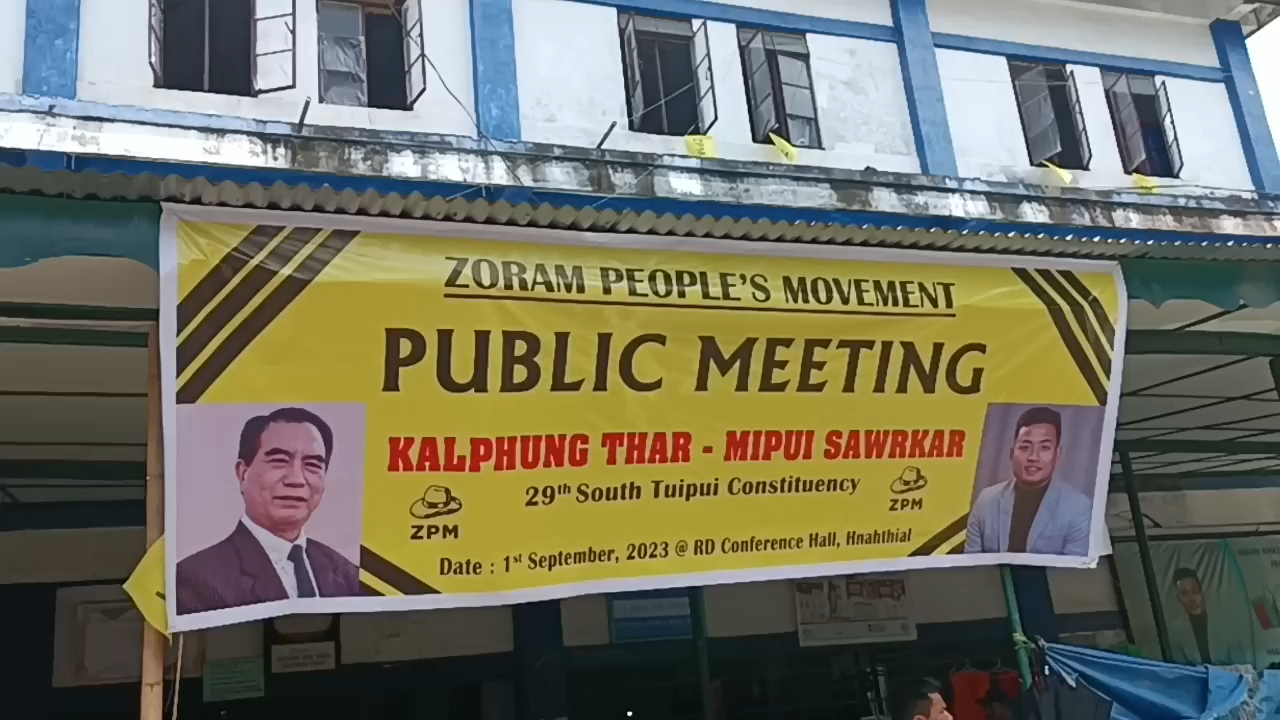 ZORAM PEOPLE'S MOVEMENT
PUBLIC MEETING
KALPHUNG THAR - MIPUI SAWRKAR
29th South Tuipui Constituency
ZPM
ZPM
Date : 1st September, 2023 @ RD Conference Hall, Hnahthial